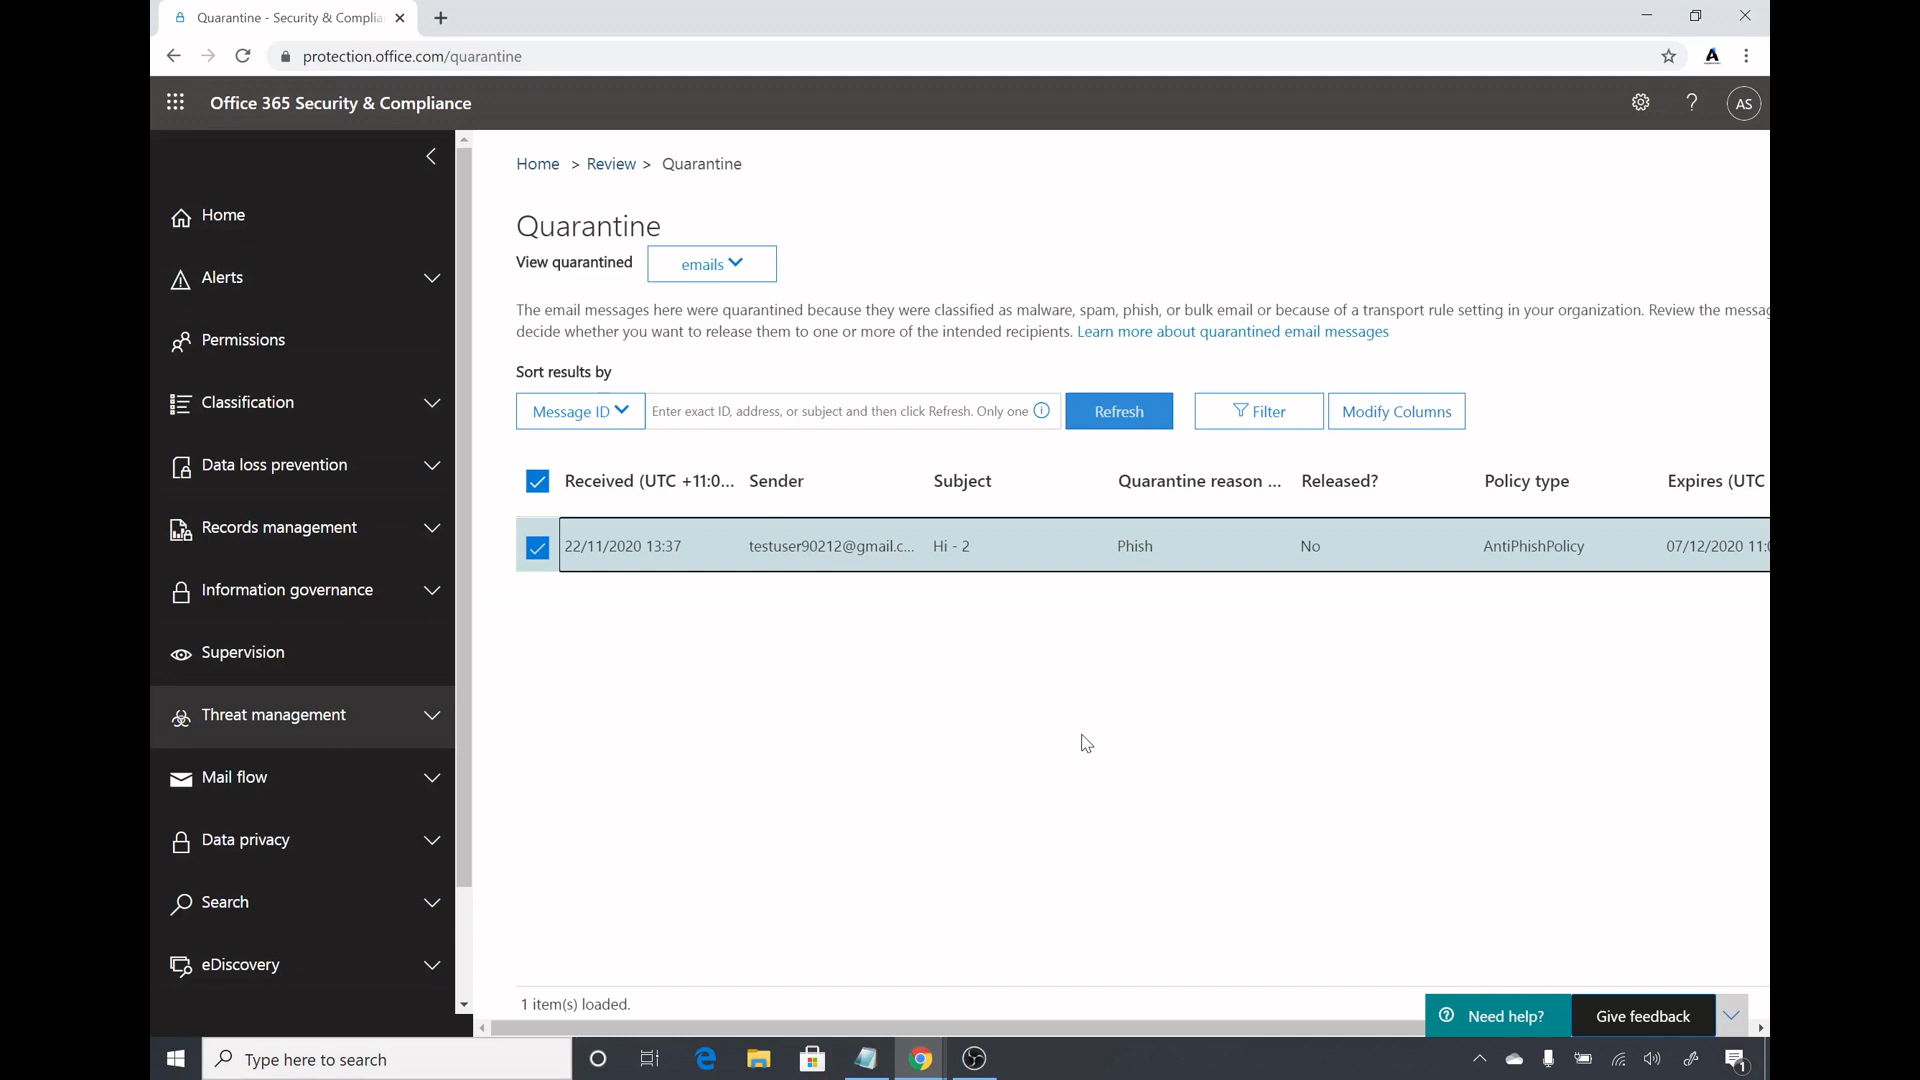 Quarantine - Security & Complia
protection.office.com/quarantine
Office 365 Security & Compliance
AS
Home > Review > Quarantine
Home
Alerts
Permissions
Classification
Data loss prevention
Records management
Information governance
Supervision
Threat management
Mail flow
Data privacy
Search
eDiscovery
Quarantine
View quarantined emails
The email messages here were quarantined because they were classified as malware, spam, phish, or bulk email or because of a transport rule setting in your organization. Review the messag
decide whether you want to release them to one or more of the intended recipients. Learn more about quarantined email messages
Sort results by
Message ID Enter exact ID, address, or subject and then click Refresh. Only one Refresh Filter Modify Columns
Received (UTC +11:0... Sender Subject Quarantine reason ... Released? Policy type Expires (UTC
22/11/2020 13:37 testuser90212@gmail.c... Hi - 2 Phish No AntiPhishPolicy 07/12/2020 11:0
1 item(s) loaded.
Need help? Give feedback
Type here to search
1